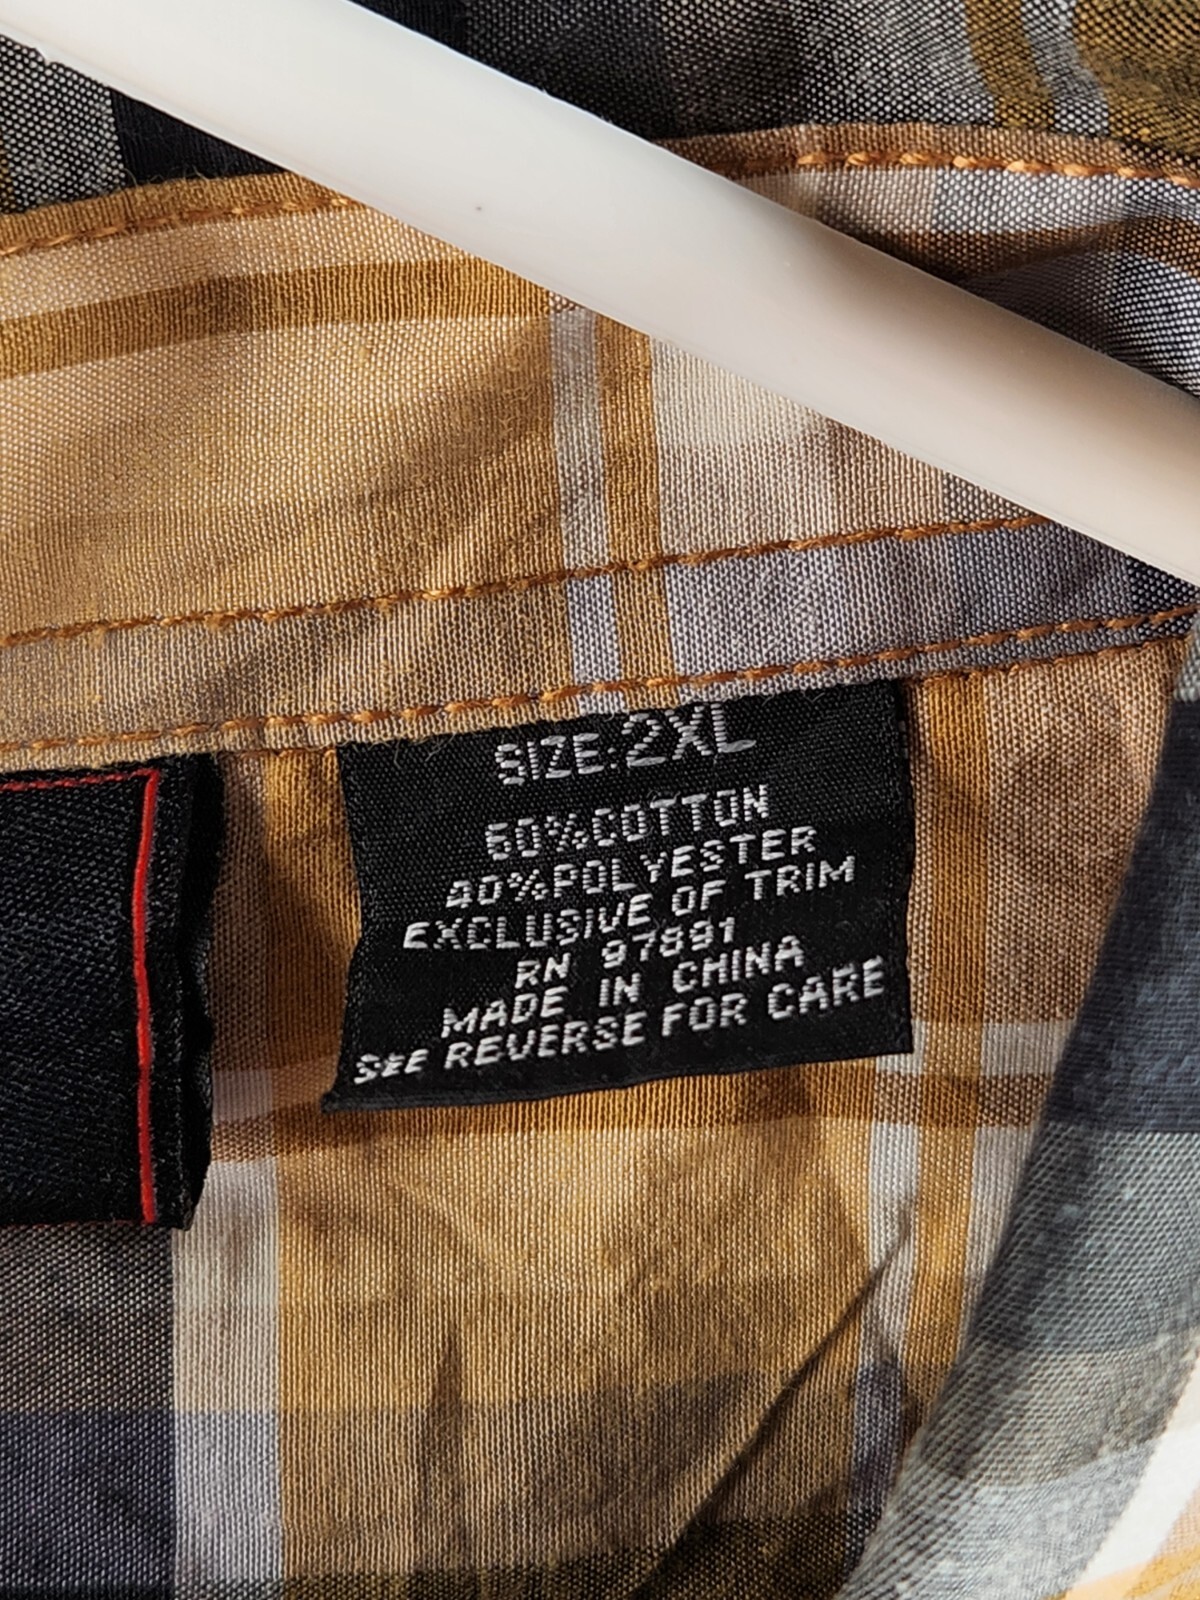 SIZE:2XL
60%COTTON
40%POLYESTER
EXCLUSIVE OF TRIM
RN 97891
MADE IN CHINA
SEE REVERSE FOR CARE